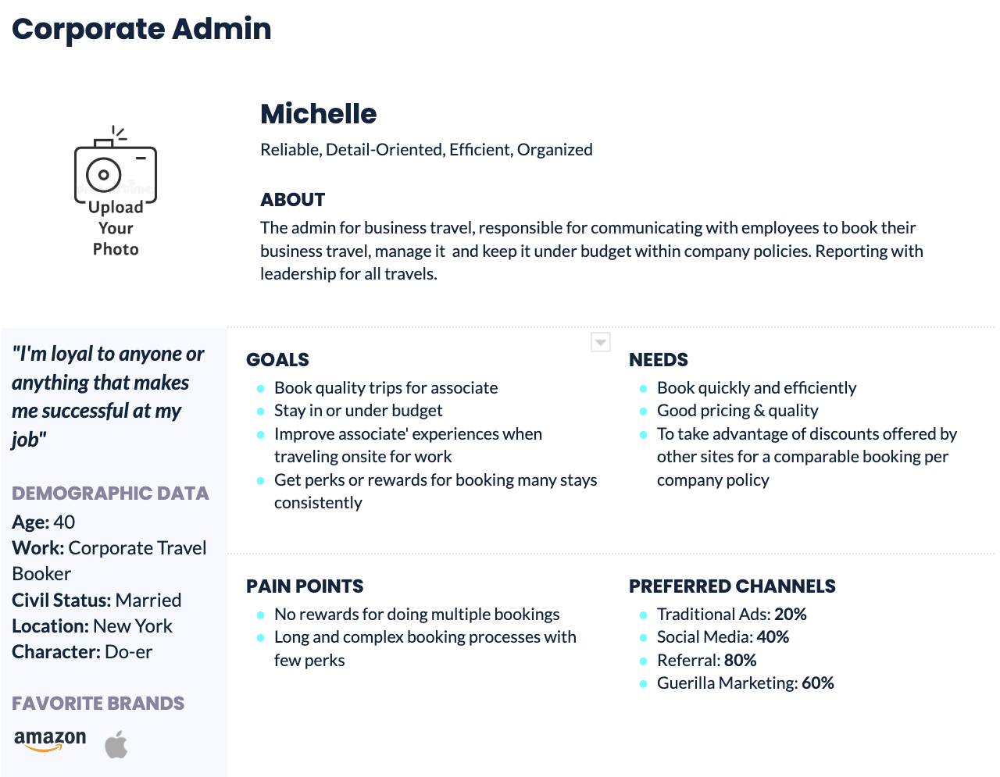 Corporate Admin
Upload
Your
Photo
Michelle
Reliable, Detail-Oriented, Efficient, Organized
ABOUT
The admin for business travel, responsible for communicating with employees to book their
business travel, manage it  and keep it under budget within company policies. Reporting with
leadership for all travels.
"I'm loyal to anyone or
anything that makes
me successful at my
job"
DEMOGRAPHIC DATA
Age: 40
Work: Corporate Travel
Booker
Civil Status: Married
Location: New York
Character: Do-er
FAVORITE BRANDS
amazon
GOALS
Book quality trips for associate
Stay in or under budget
Improve associate' experiences when
traveling onsite for work
Get perks or rewards for booking many stays
consistently
NEEDS
Book quickly and efficiently
Good pricing & quality
To take advantage of discounts offered by
other sites for a comparable booking per
company policy
PAIN POINTS
No rewards for doing multiple bookings
Long and complex booking processes with
few perks
PREFERRED CHANNELS
Traditional Ads: 20%
Social Media: 40%
Referral: 80%
Guerilla Marketing: 60%